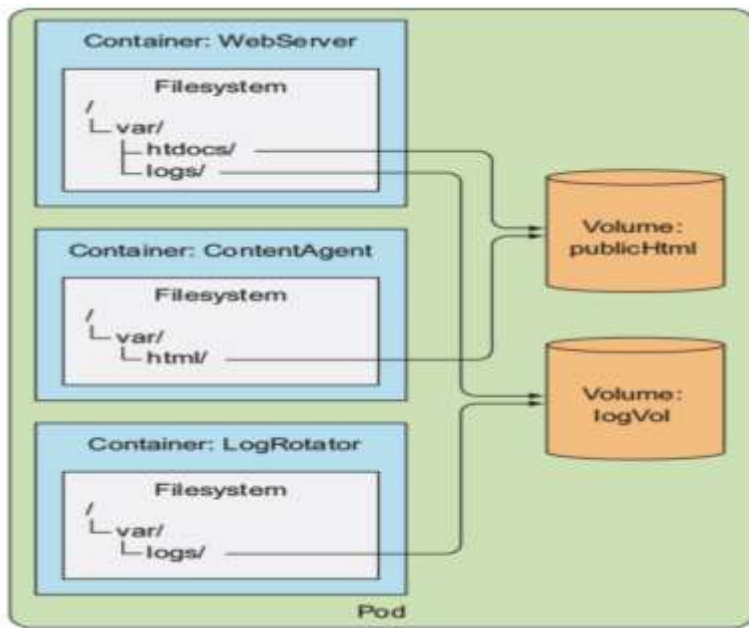 Container: WebServer
Filesystem
/
var/
htdocs/
logs/
Container: ContentAgent
Filesystem
/
var/
html/
Container: LogRotator
Filesystem
/
var/
logs/
Volume:
publicHtml
Volume:
logVol
Pod